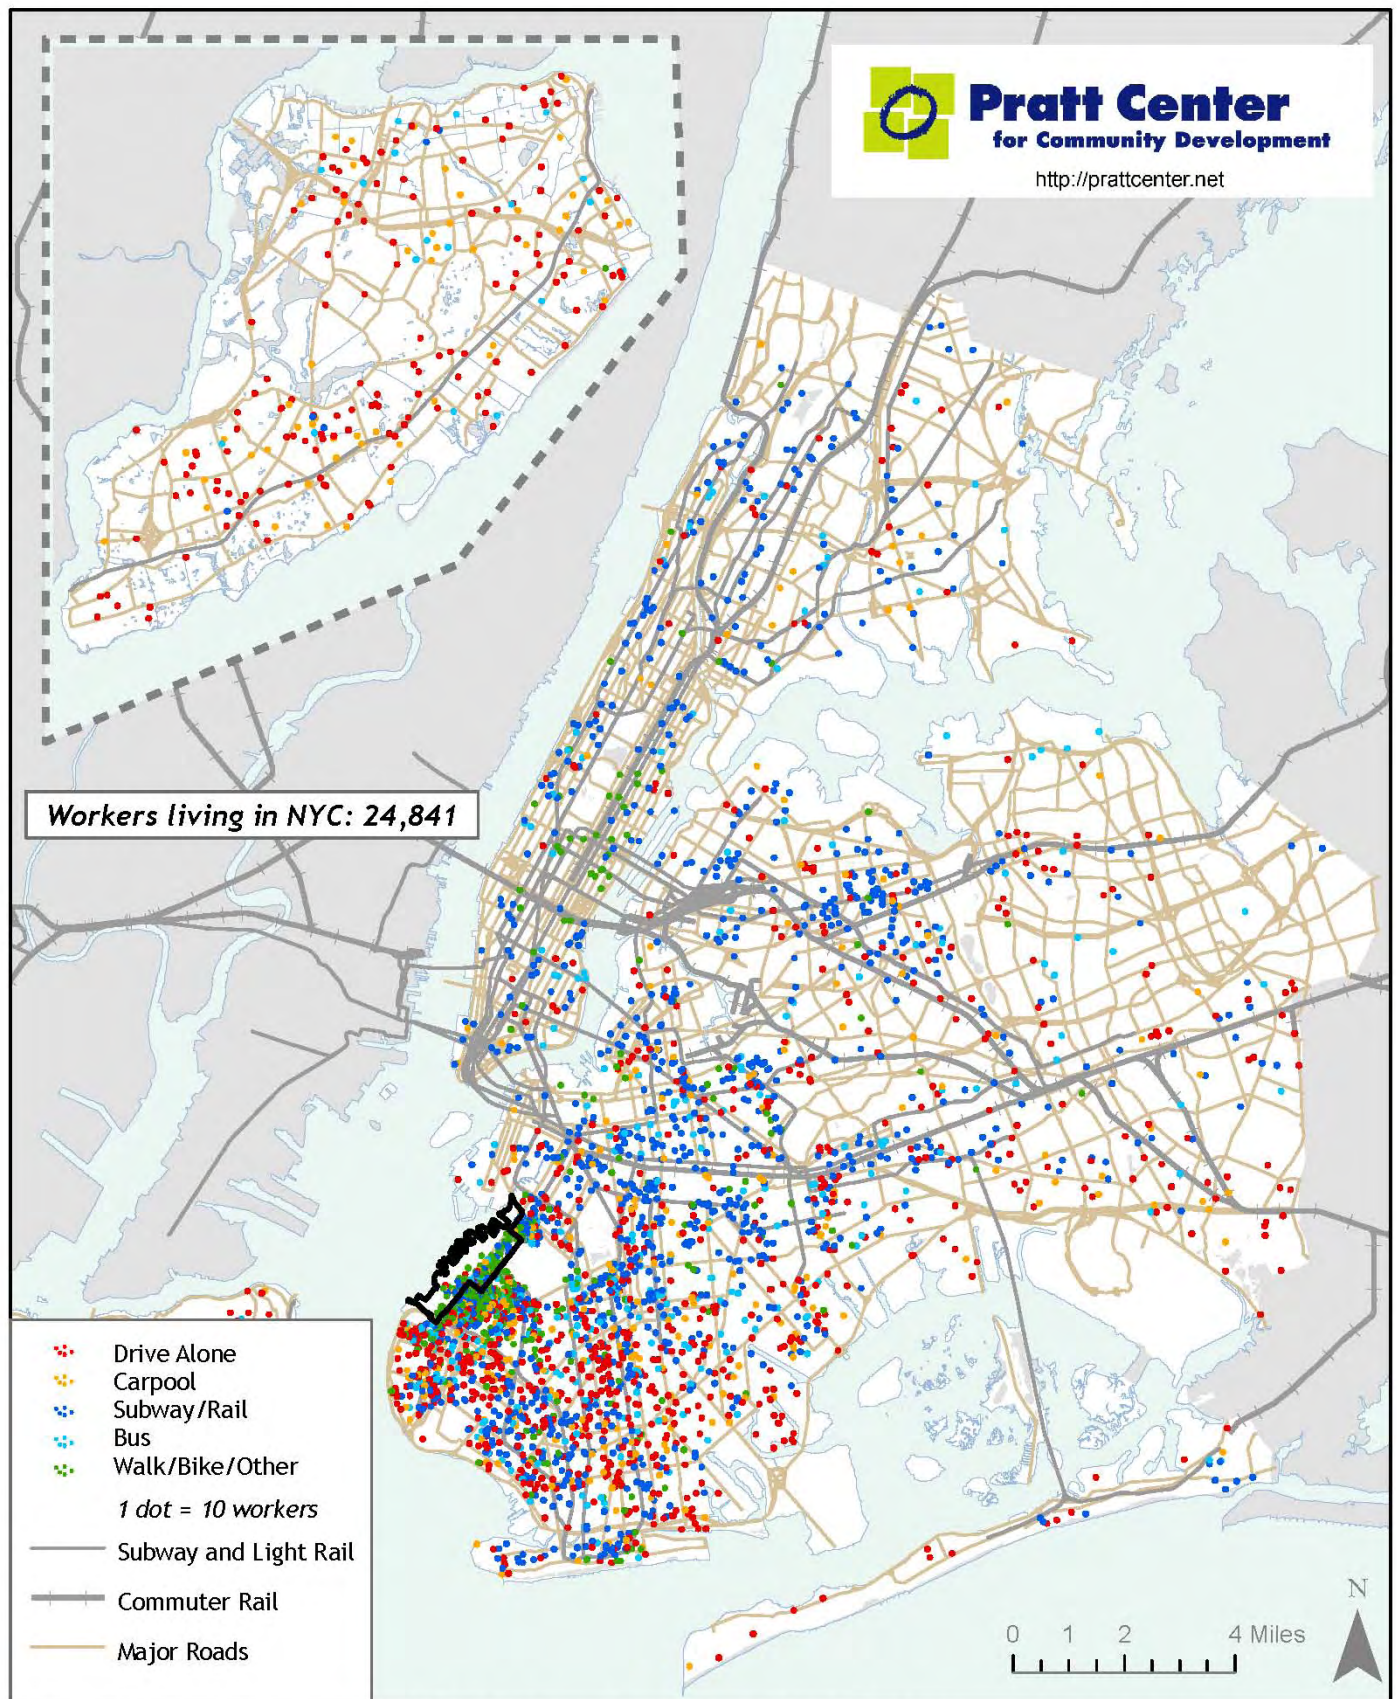 Pratt Center
for Community Development
http://prattcenter.net
Workers living in NYC: 24,841
Drive Alone
Carpool
Subway/Rail
Bus
Walk/Bike/Other
1 dot = 10 workers
Subway and Light Rail
Commuter Rail
Major Roads
N
0 1 2 4 Miles